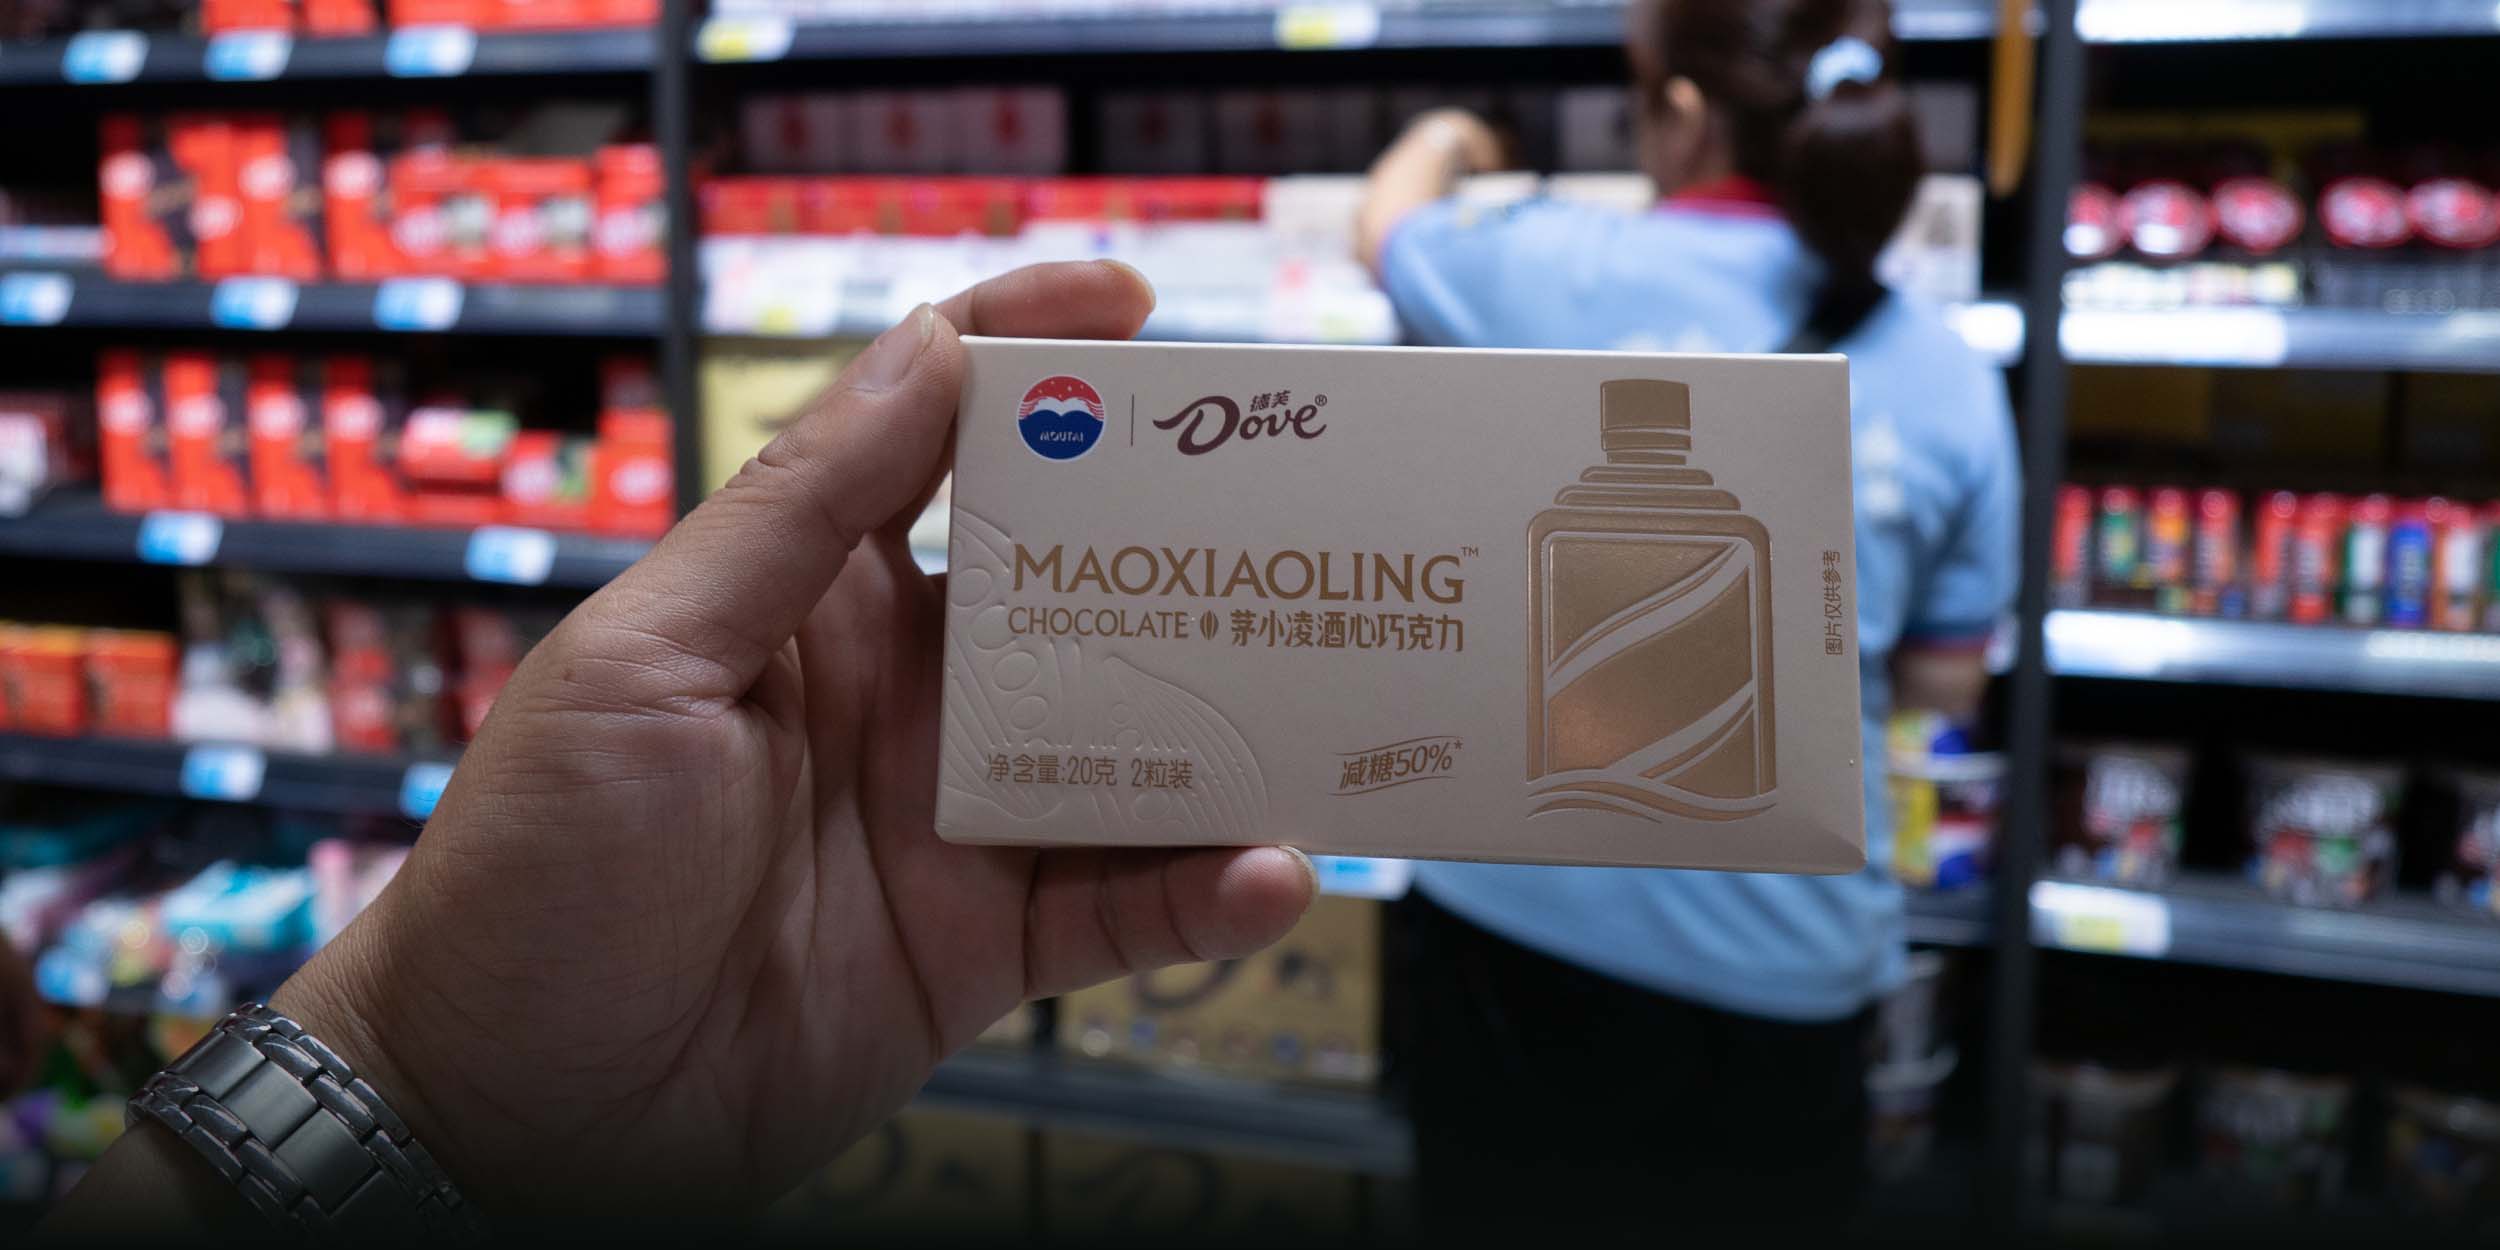 MOUTAI
德芙
Dove®
MAOXIAOLING™
CHOCOLATE 茅小凌酒心巧克力
净含量:20克 2粒装
减糖50%*
图片仅供参考